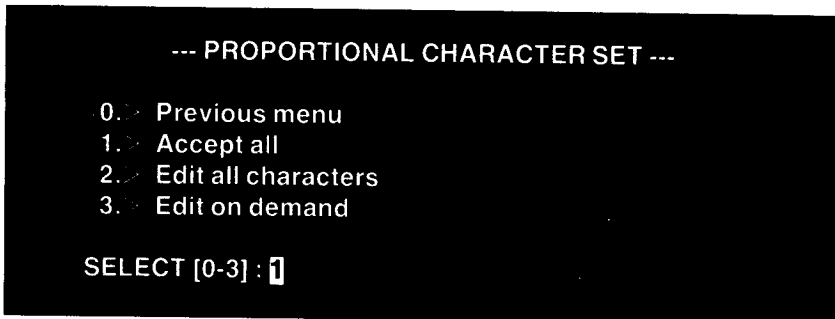 --- PROPORTIONAL CHARACTER SET ---
0.> Previous menu
1.> Accept all
2.> Edit all characters
3.> Edit on demand
SELECT [0-3] : 1